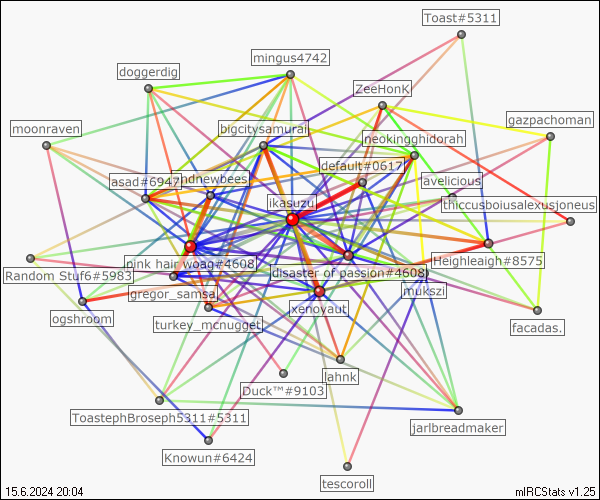 Toast#5311
mingus4742
doggerdig
ZeeHonK
gazpachoman
moonraven
bigcitysamurai
neokingghidorah
default#0617
asad#6947
ndnewbees
avelicious
thiccusboiusalexusjoneus
ikasuzu
Heighleaigh#8575
Random Stuf6#5983
pink hair woag#4608
disaster of passion#4608
gregor_samsa
mukszi
xenoyaut
ogshroom
turkey_mcnugget
facadas.
lahnk
Duck™#9103
ToastephBroseph5311#5311
jarlbreadmaker
Knowun#6424
tescoroll
15.6.2024 20:04
mIRCStats v1.25